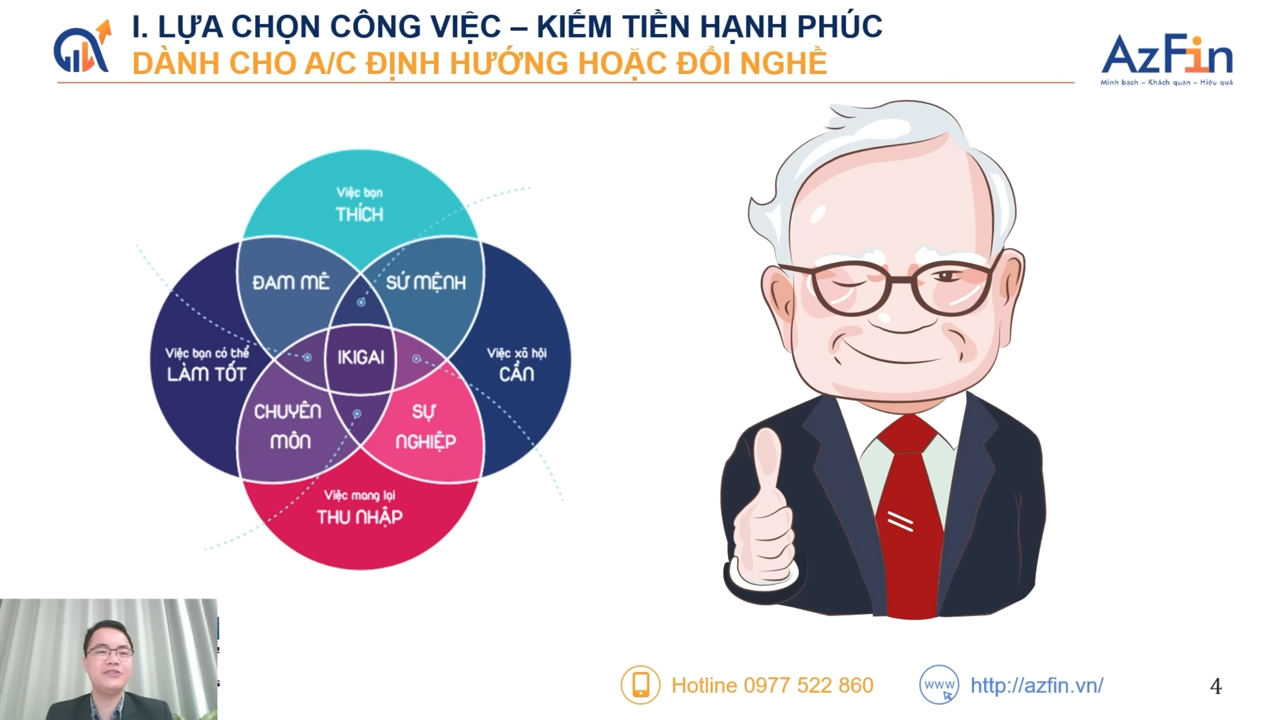 I. LỰA CHỌN CÔNG VIỆC – KIẾM TIỀN HẠNH PHÚC
DÀNH CHO A/C ĐỊNH HƯỚNG HOẶC ĐỔI NGHỀ
AzFin
Minh bạch – Khách quan – Hiệu quả
Việc bạn
THÍCH
ĐAM MÊ
SỨ MỆNH
Việc bạn có thể
LÀM TỐT
IKIGAI
Việc xã hội
CẦN
CHUYÊN
MÔN
SỰ
NGHIỆP
Việc mang lại
THU NHẬP
Hotline 0977 522 860
www
http://azfin.vn/
4